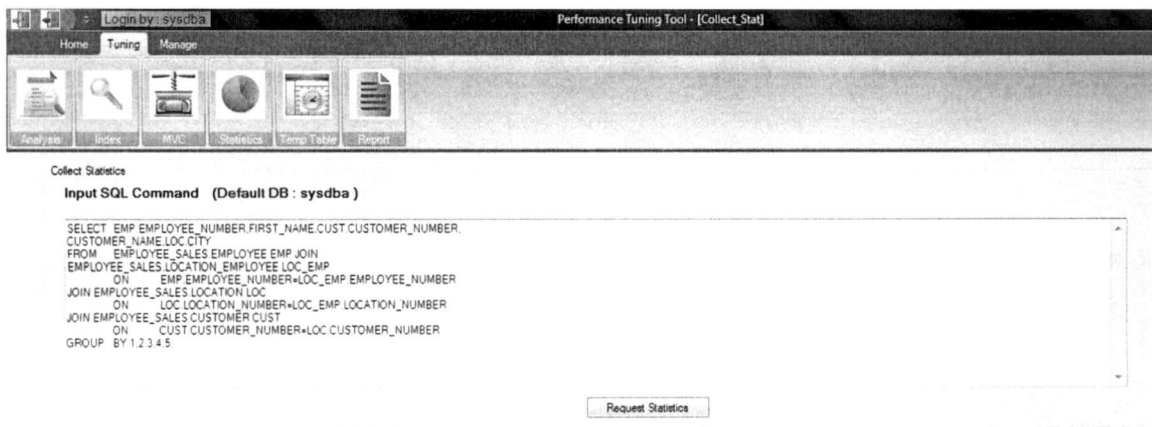 Login by : sysdba
Performance Tuning Tool - [Collect_Stat]
Home Tuning Manage
Analysis Index MVC Statistics Temp Table Report
Collect Statistics
Input SQL Command (Default DB : sysdba )
SELECT EMP.EMPLOYEE_NUMBER,FIRST_NAME,CUST.CUSTOMER_NUMBER,
CUSTOMER_NAME,LOC.CITY
FROM EMPLOYEE_SALES.EMPLOYEE EMP JOIN
EMPLOYEE_SALES.LOCATION_EMPLOYEE LOC_EMP
ON EMP.EMPLOYEE_NUMBER=LOC_EMP.EMPLOYEE_NUMBER
JOIN EMPLOYEE_SALES.LOCATION LOC
ON LOC.LOCATION_NUMBER=LOC_EMP.LOCATION_NUMBER
JOIN EMPLOYEE_SALES.CUSTOMER CUST
ON CUST.CUSTOMER_NUMBER=LOC.CUSTOMER_NUMBER
GROUP BY 1,2,3,4,5;
Request Statistics